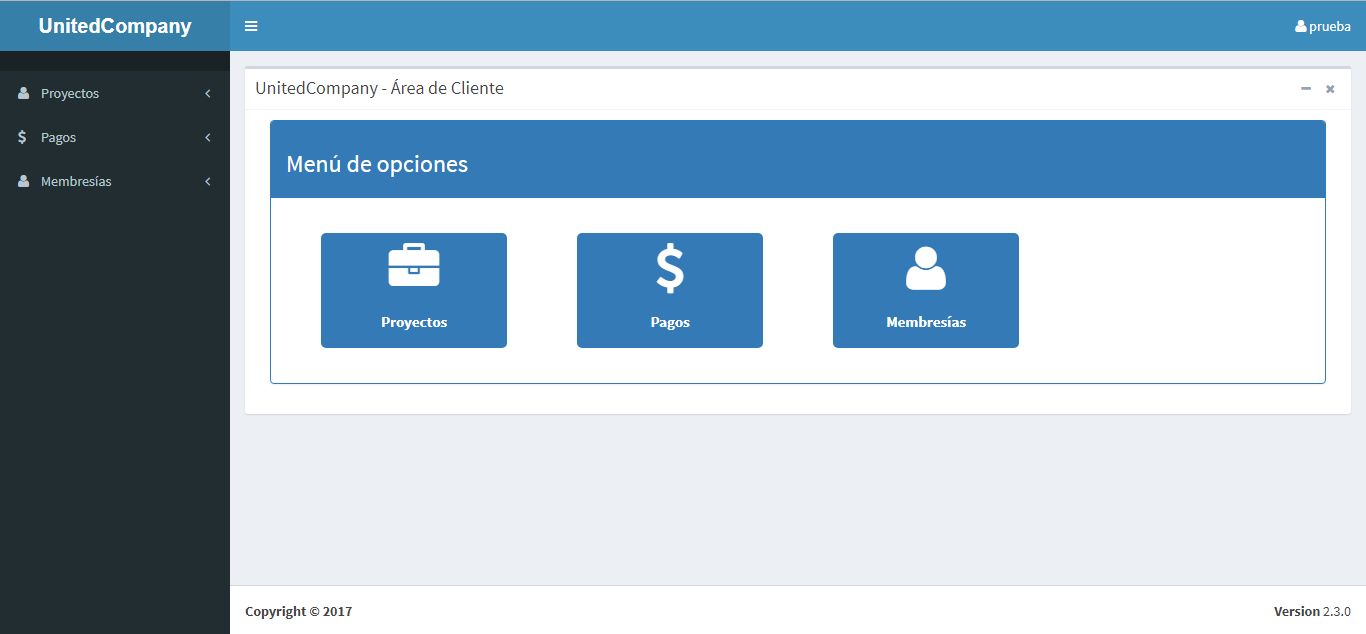 UnitedCompany
prueba
Proyectos
Pagos
Membresías
UnitedCompany - Área de Cliente
Menú de opciones
Proyectos
Pagos
Membresías
Copyright © 2017
Version 2.3.0